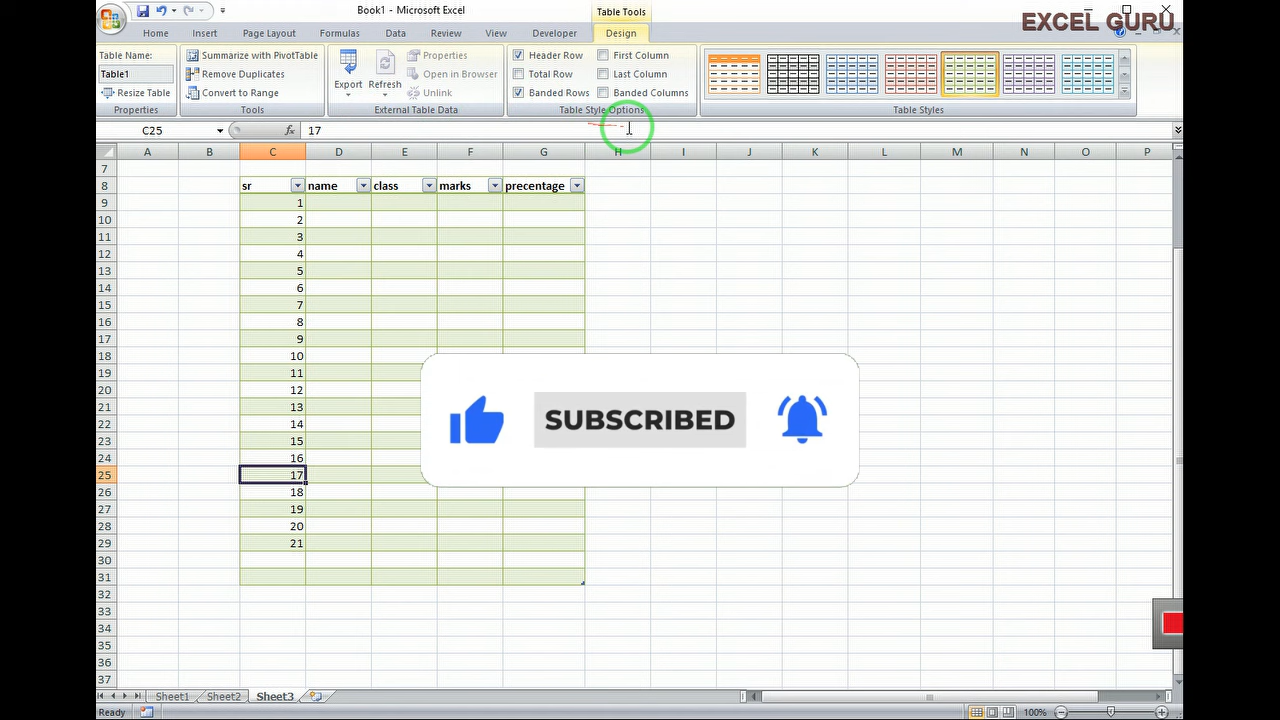 Book1 - Microsoft Excel
Table Tools
EXCEL GURU
Home Insert Page Layout Formulas Data Review View Developer Design
Table Name:
Table1
Resize Table
Properties
Summarize with PivotTable
Remove Duplicates
Convert to Range
Tools
Export
Refresh
Properties
Open in Browser
Unlink
External Table Data
Header Row
Total Row
Banded Rows
First Column
Last Column
Banded Columns
Table Style Options
Table Styles
C25 fx 17
A B C D E F G H I J K L M N O P
7
8 sr name class marks precentage
9 1
10 2
11 3
12 4
13 5
14 6
15 7
16 8
17 9
18 10
19 11
20 12
21 13
22 14
23 15
24 16
25 17
26 18
27 19
28 20
29 21
30
31
32
33
34
35
36
37
SUBSCRIBED
Sheet1 Sheet2 Sheet3
Ready 100%